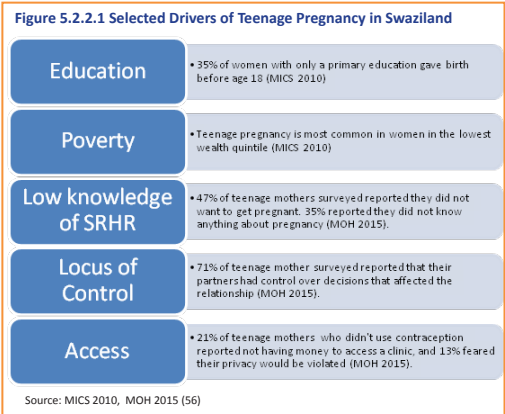 Figure 5.2.2.1 Selected Drivers of Teenage Pregnancy in Swaziland
Education
• 35% of women with only a primary education gave birth
before age 18 (MICS 2010)
Poverty
• Teenage pregnancy is most common in women in the lowest
wealth quintile (MICS 2010)
Low knowledge
of SRHR
• 47% of teenage mothers surveyed reported they did not
want to get pregnant. 35% reported they did not know
anything about pregnancy (MOH 2015).
Locus of
Control
• 71% of teenage mother surveyed reported that their
partners had control over decisions that affected the
relationship (MOH 2015).
Access
• 21% of teenage mothers who didn't use contraception
reported not having money to access a clinic, and 13% feared
their privacy would be violated (MOH 2015).
Source: MICS 2010, MOH 2015 (56)